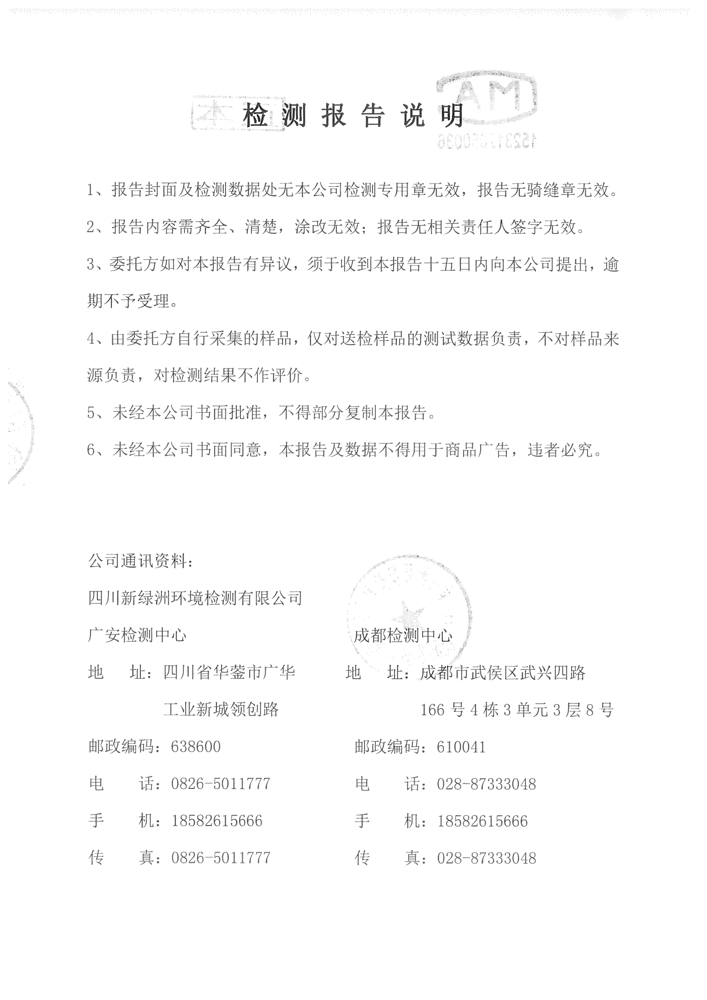 检测报告说明
1、报告封面及检测数据处无本公司检测专用章无效，报告无骑缝章无效。
2、报告内容需齐全、清楚，涂改无效；报告无相关责任人签字无效。
3、委托方如对本报告有异议，须于收到本报告十五日内向本公司提出，逾
期不予受理。
4、由委托方自行采集的样品，仅对送检样品的测试数据负责，不对样品来
源负责，对检测结果不作评价。
5、未经本公司书面批准，不得部分复制本报告。
6、未经本公司书面同意，本报告及数据不得用于商品广告，违者必究。
公司通讯资料：
四川新绿洲环境检测有限公司
广安检测中心 成都检测中心
地 址：四川省华蓥市广华 地 址：成都市武侯区武兴四路
工业新城领创路 166 号 4 栋 3 单元 3 层 8 号
邮政编码：638600 邮政编码：610041
电 话：0826-5011777 电 话：028-87333048
手 机：18582615666 手 机：18582615666
传 真：0826-5011777 传 真：028-87333048